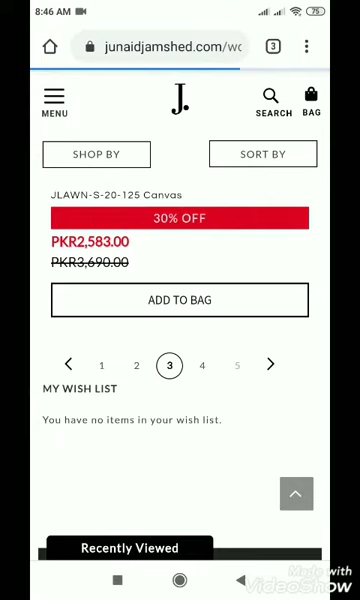 8:46 AM
75
junaidjamshed.com/wo
3
J.
MENU
SEARCH
BAG
SHOP BY
SORT BY
JLAWN-S-20-125 Canvas
30% OFF
PKR2,583.00
PKR3,690.00
ADD TO BAG
1 2 3 4 5
MY WISH LIST
You have no items in your wish list.
Recently Viewed
Made with
VideoShow